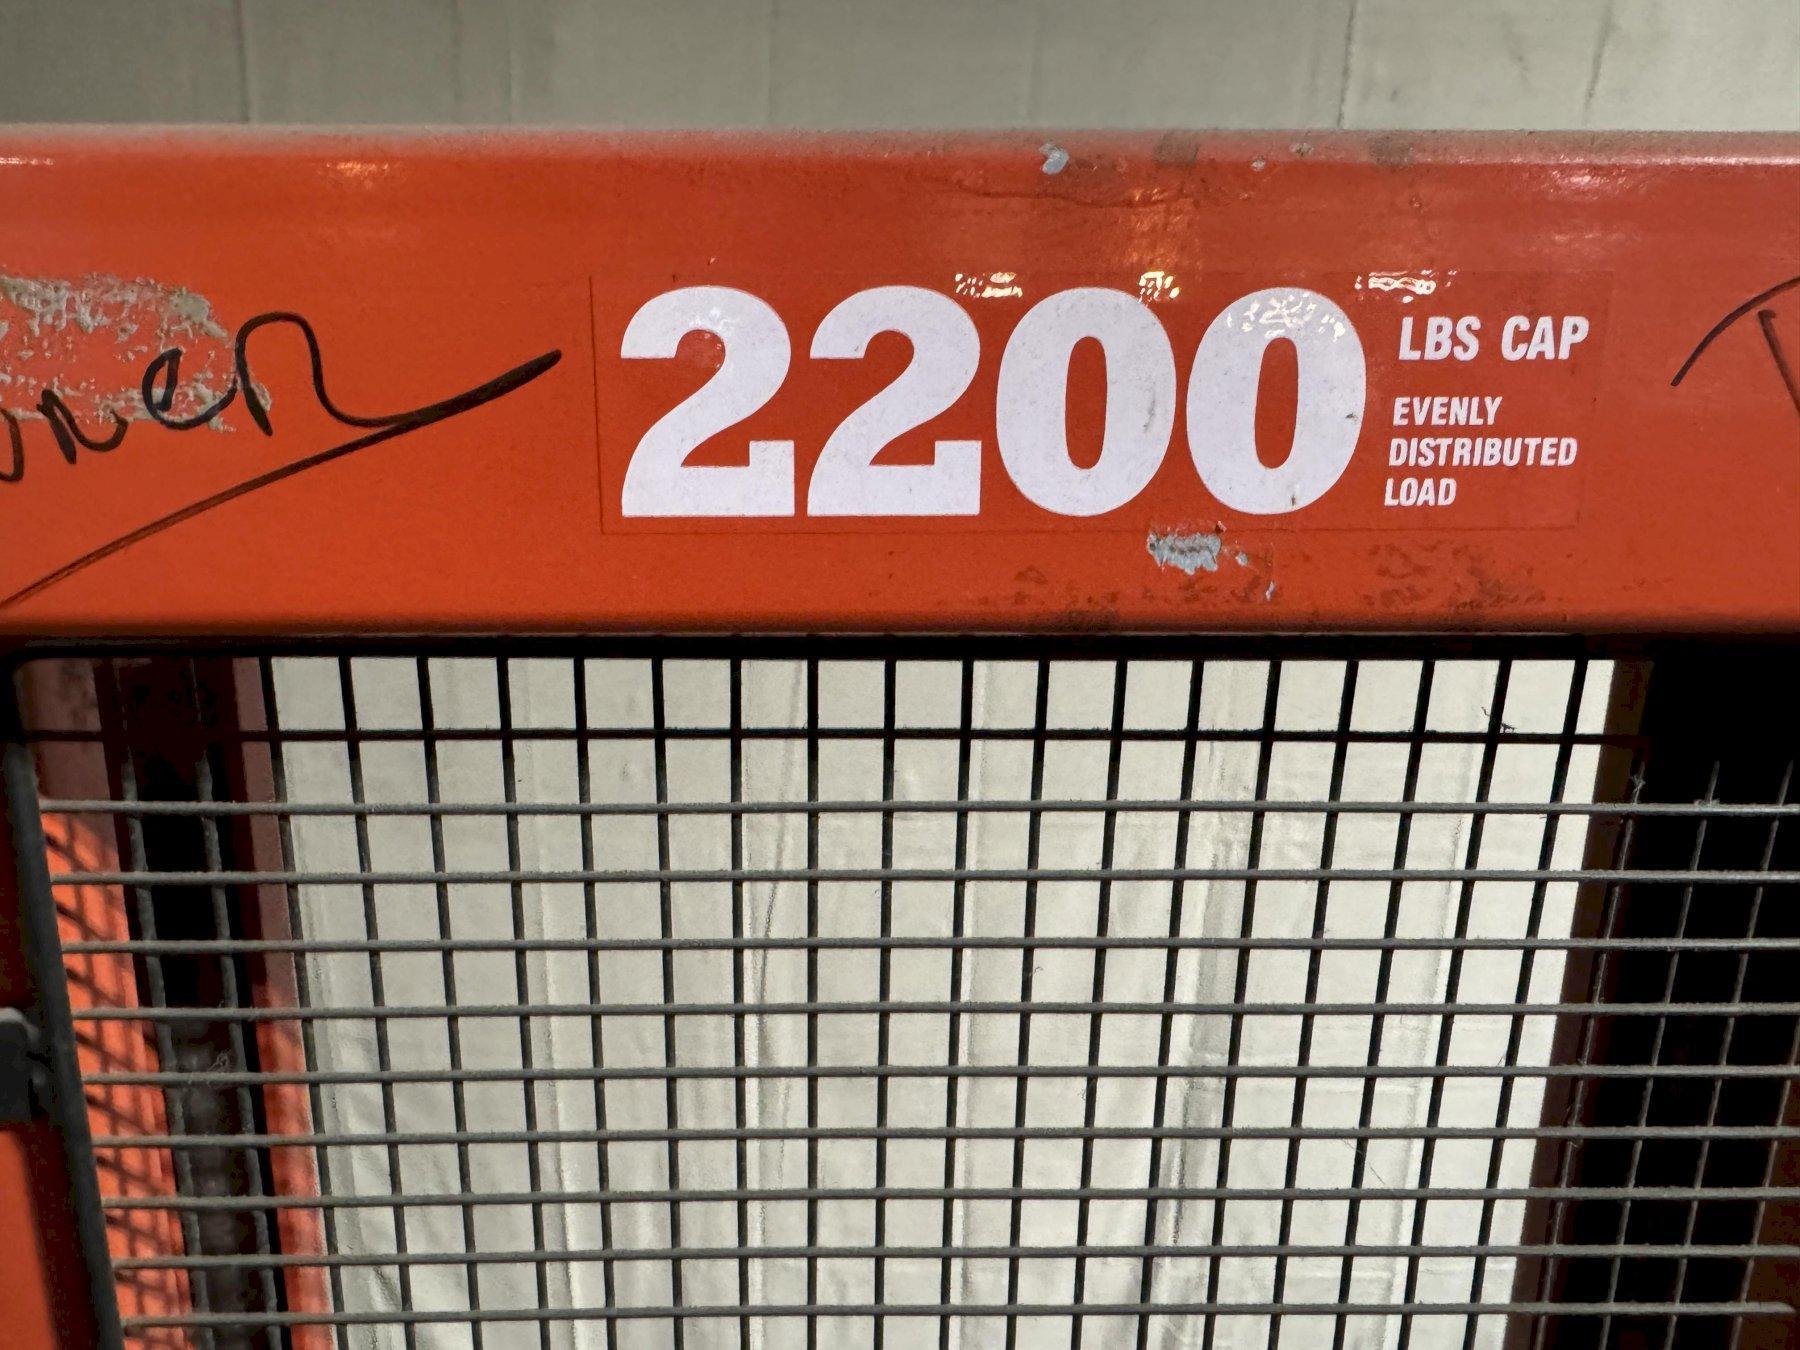 2200
LBS CAP
EVENLY
DISTRIBUTED
LOAD